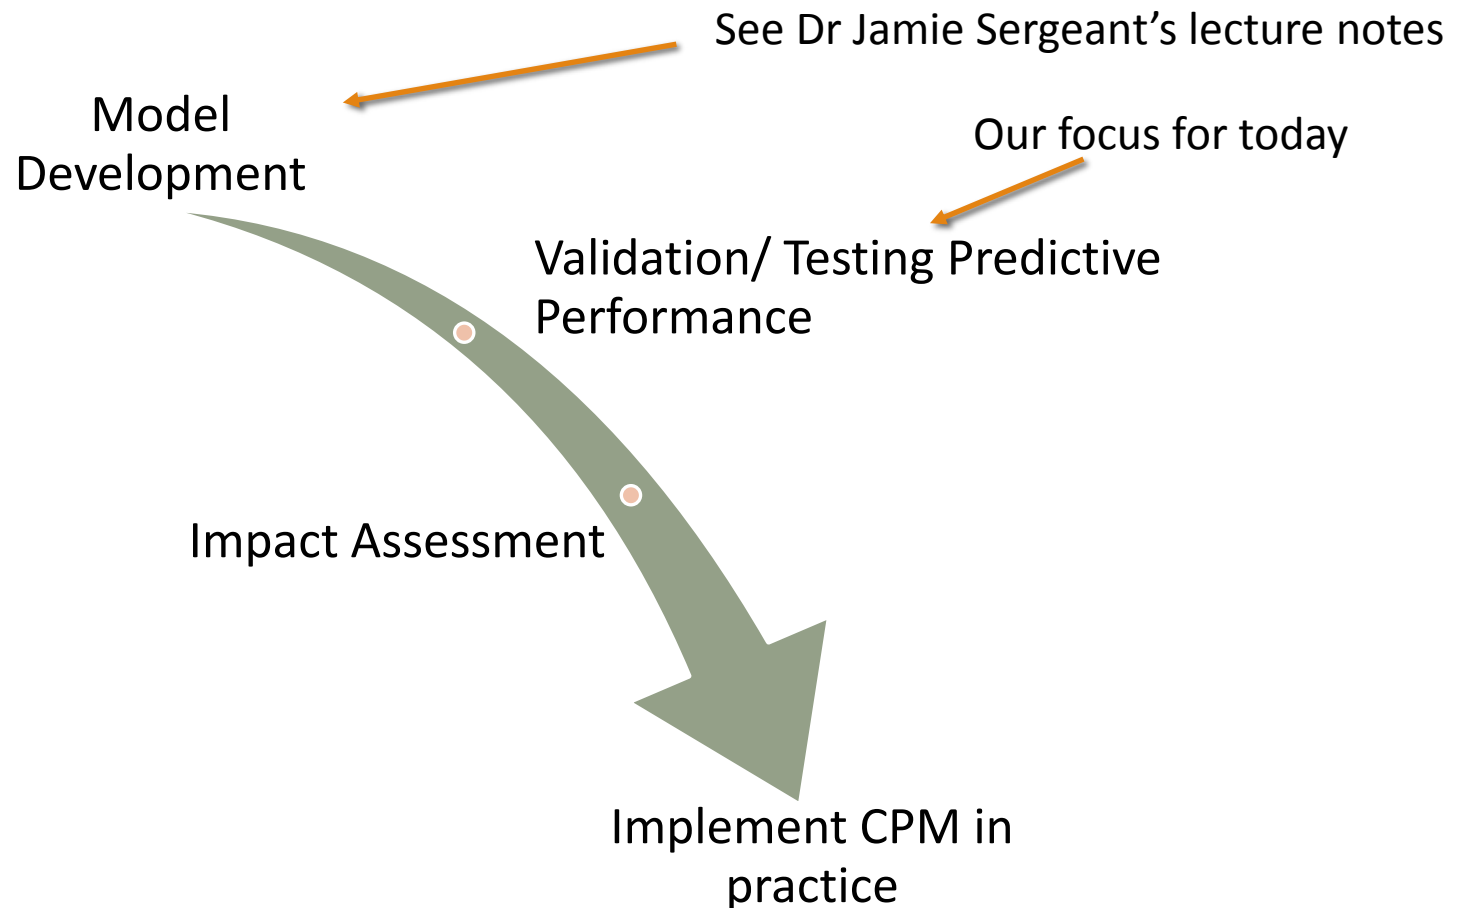 See Dr Jamie Sergeant’s lecture notes
Model
Development
Our focus for today
Validation/ Testing Predictive
Performance
Impact Assessment
Implement CPM in
practice